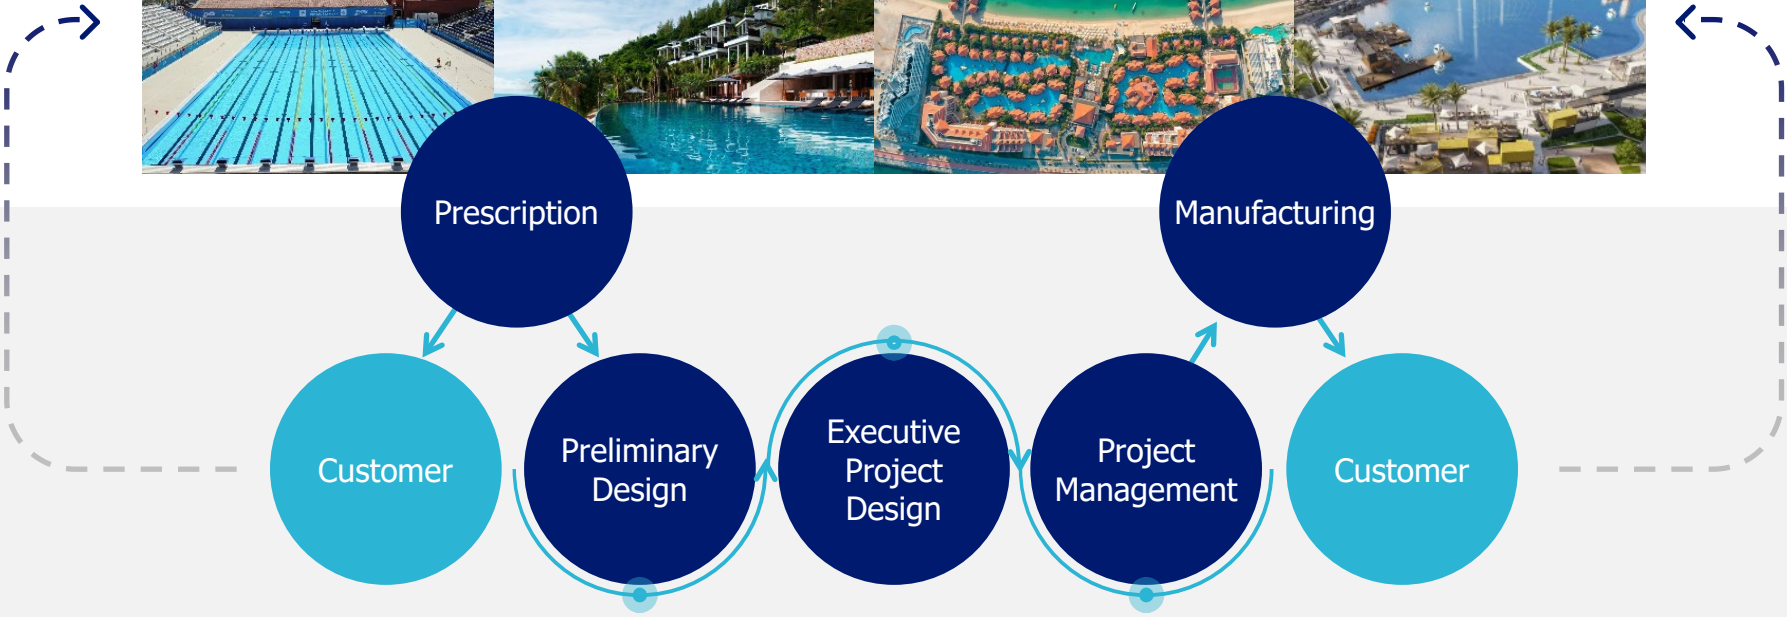 Prescription
Manufacturing
Customer
Preliminary
Design
Executive
Project
Design
Project
Management
Customer